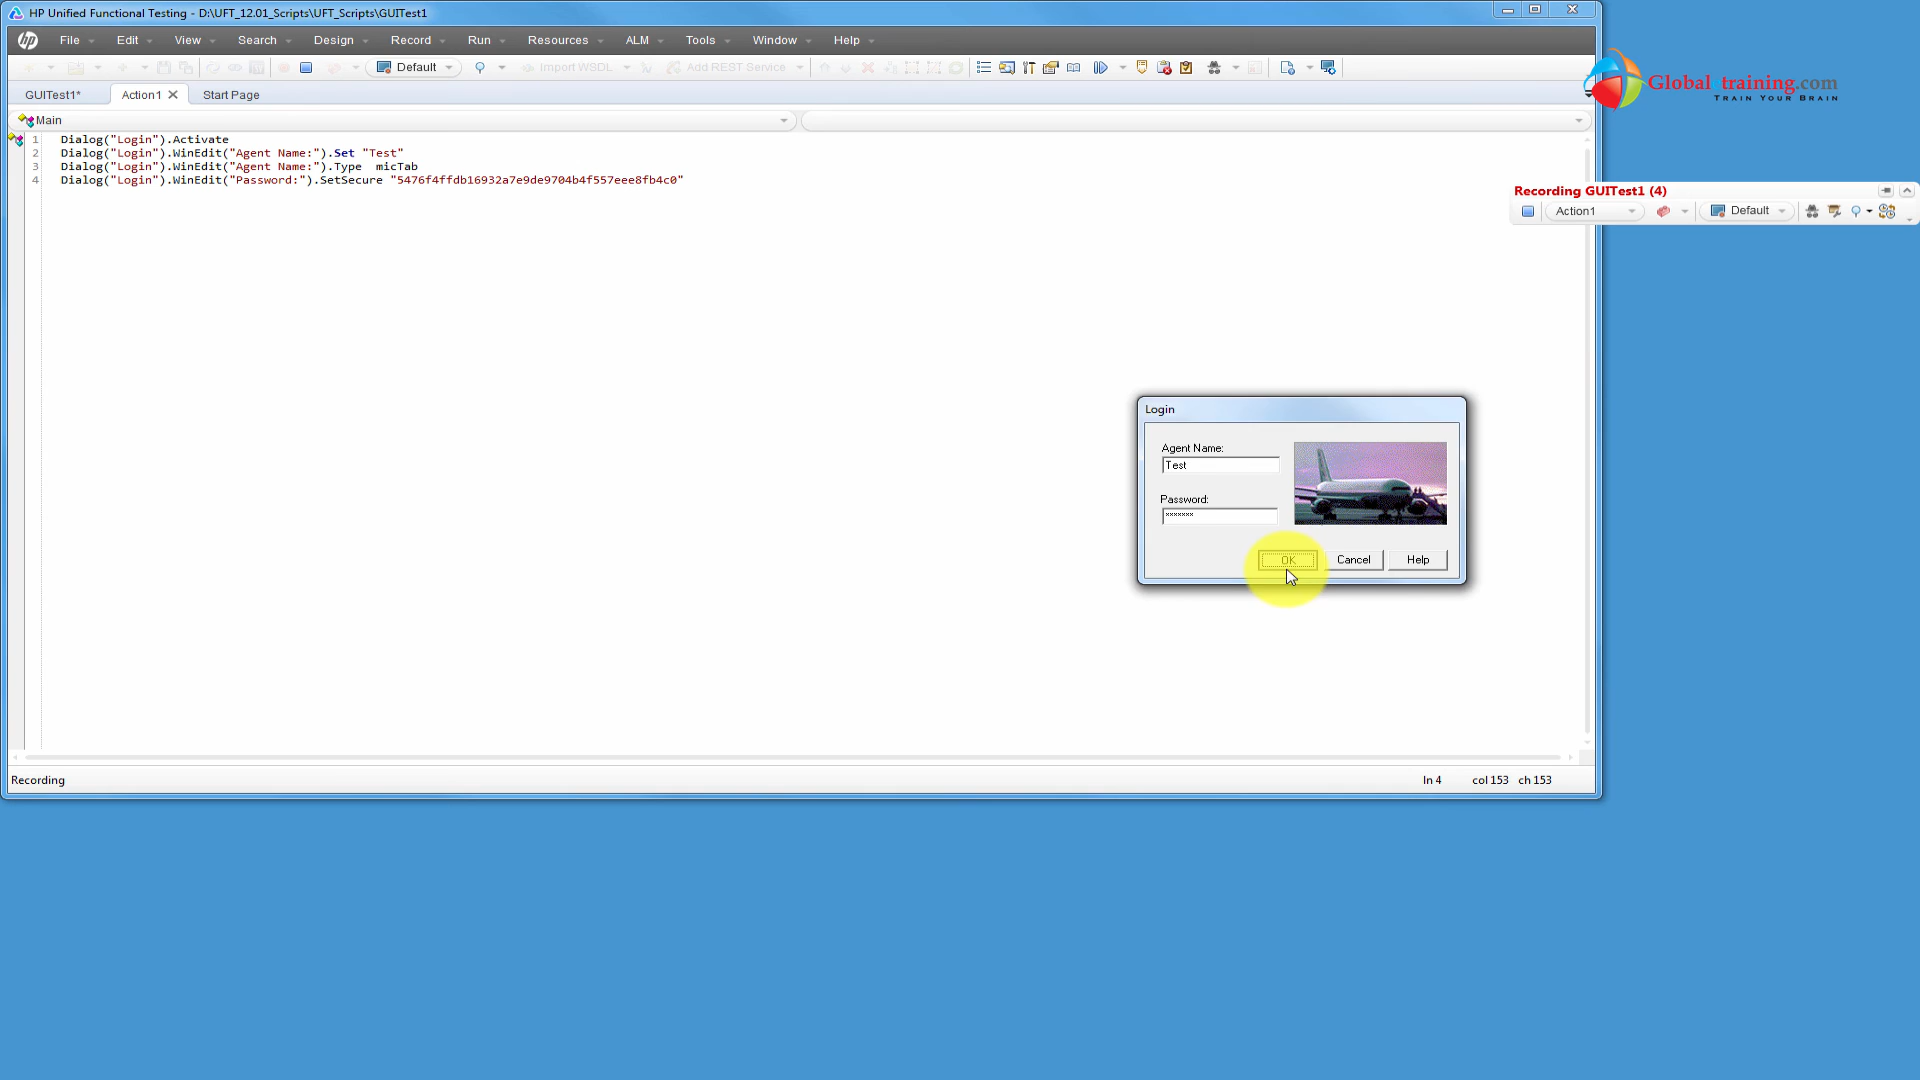 HP Unified Functional Testing - D:\UFT_12.01_Scripts\UFT_Scripts\GUITest1
File Edit View Search Design Record Run Resources ALM Tools Window Help
Default Import WSDL Add REST Service
Global training.com
TRAIN YOUR BRAIN
GUITest1* Action1 Start Page
Main
1 Dialog("Login").Activate
2 Dialog("Login").WinEdit("Agent Name:").Set "Test"
3 Dialog("Login").WinEdit("Agent Name:").Type micTab
4 Dialog("Login").WinEdit("Password:").SetSecure "5476f4ffdb16932a7e9de9704b4f557eee8fb4c0"
Recording GUITest1 (4)
Action1 Default
Login
Agent Name:
Test
Password:
*******
OK Cancel Help
Recording ln 4 col 153 ch 153